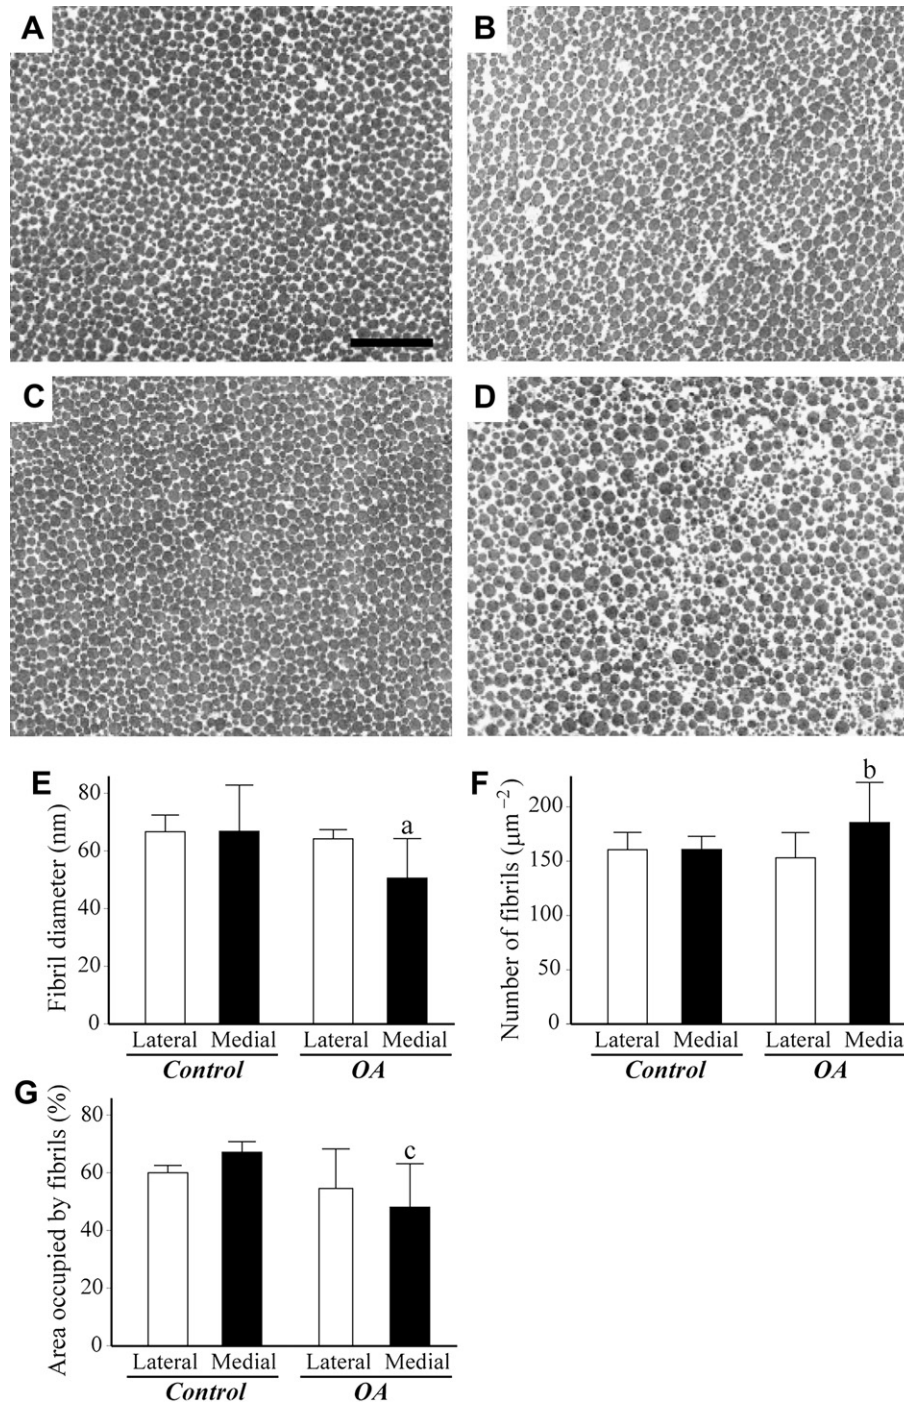 A
B
C
D
E
Fibril diameter (nm)
80
60
40
20
0
a
Lateral Medial Lateral Medial
Control OA
F
Number of fibrils (μm⁻²)
200
150
100
50
0
b
Lateral Medial Lateral Media
Control OA
G
Area occupied by fibrils (%)
80
60
40
20
0
c
Lateral Medial Lateral Medial
Control OA